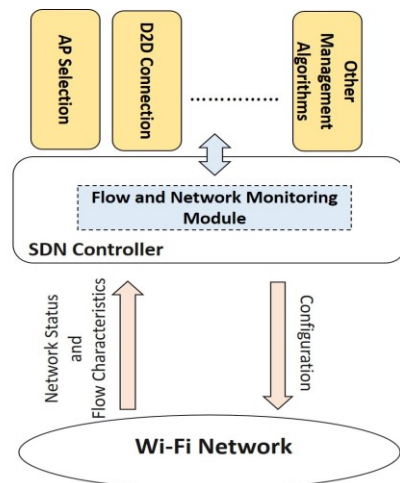 AP Selection
D2D Connection
....................
Other
Management
Algorithms
Flow and Network Monitoring
Module
SDN Controller
Network Status
and
Flow Characteristics
Configuration
Wi-Fi Network